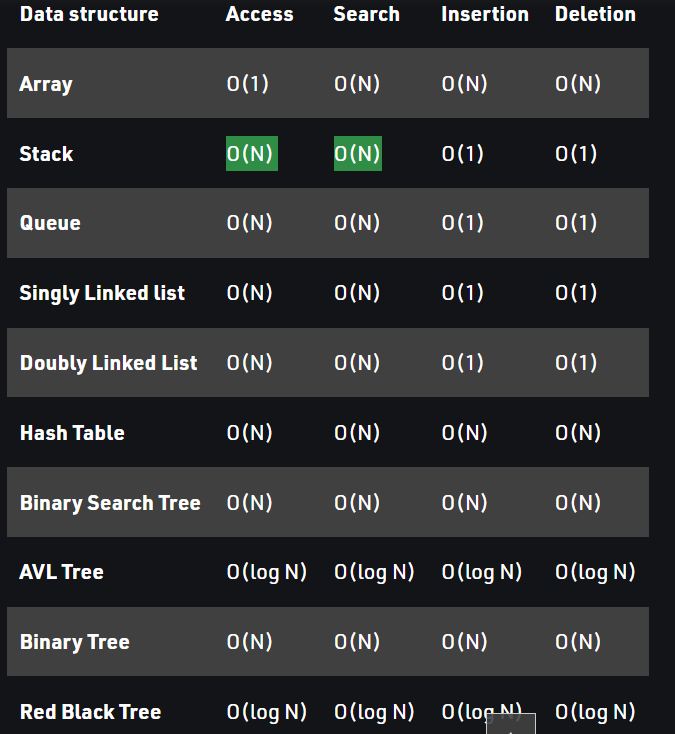 Data structure Access Search Insertion Deletion
Array O(1) O(N) O(N) O(N)
Stack O(N) O(N) O(1) O(1)
Queue O(N) O(N) O(1) O(1)
Singly Linked list O(N) O(N) O(1) O(1)
Doubly Linked List O(N) O(N) O(1) O(1)
Hash Table O(N) O(N) O(N) O(N)
Binary Search Tree O(N) O(N) O(N) O(N)
AVL Tree O(log N) O(log N) O(log N) O(log N)
Binary Tree O(N) O(N) O(N) O(N)
Red Black Tree O(log N) O(log N) O(log N) O(log N)